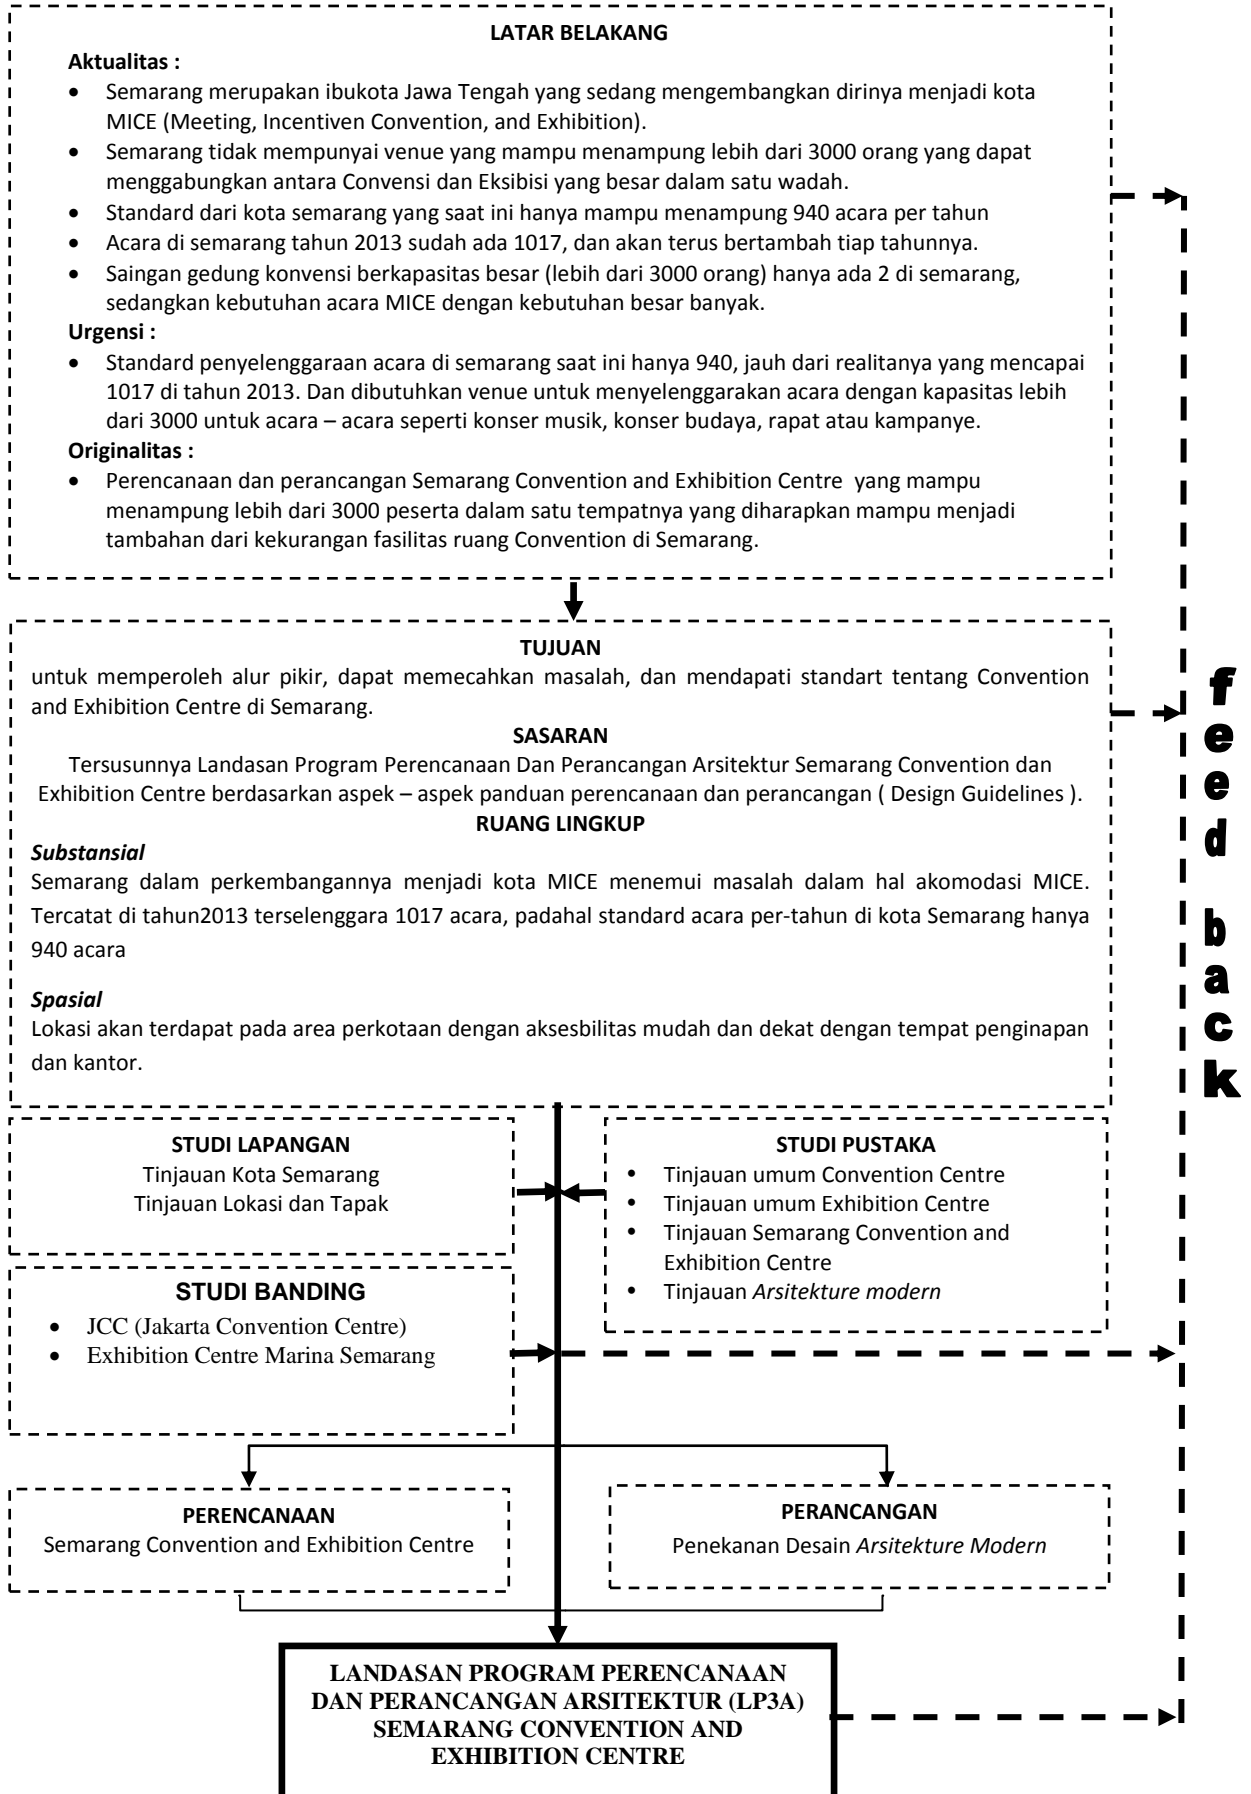 LATAR BELAKANG
Aktualitas :
• Semarang merupakan ibukota Jawa Tengah yang sedang mengembangkan dirinya menjadi kota
MICE (Meeting, Incentiven Convention, and Exhibition).
• Semarang tidak mempunyai venue yang mampu menampung lebih dari 3000 orang yang dapat
menggabungkan antara Convensi dan Eksibisi yang besar dalam satu wadah.
• Standard dari kota semarang yang saat ini hanya mampu menampung 940 acara per tahun
• Acara di semarang tahun 2013 sudah ada 1017, dan akan terus bertambah tiap tahunnya.
• Saingan gedung konvensi berkapasitas besar (lebih dari 3000 orang) hanya ada 2 di semarang,
sedangkan kebutuhan acara MICE dengan kebutuhan besar banyak.
Urgensi :
• Standard penyelenggaraan acara di semarang saat ini hanya 940, jauh dari realitanya yang mencapai
1017 di tahun 2013. Dan dibutuhkan venue untuk menyelenggarakan acara dengan kapasitas lebih
dari 3000 untuk acara – acara seperti konser musik, konser budaya, rapat atau kampanye.
Originalitas :
• Perencanaan dan perancangan Semarang Convention and Exhibition Centre yang mampu
menampung lebih dari 3000 peserta dalam satu tempatnya yang diharapkan mampu menjadi
tambahan dari kekurangan fasilitas ruang Convention di Semarang.
TUJUAN
untuk memperoleh alur pikir, dapat memecahkan masalah, dan mendapati standart tentang Convention
and Exhibition Centre di Semarang.
SASARAN
Tersusunnya Landasan Program Perencanaan Dan Perancangan Arsitektur Semarang Convention dan
Exhibition Centre berdasarkan aspek – aspek panduan perencanaan dan perancangan ( Design Guidelines ).
RUANG LINGKUP
Substansial
Semarang dalam perkembangannya menjadi kota MICE menemui masalah dalam hal akomodasi MICE.
Tercatat di tahun2013 terselenggara 1017 acara, padahal standard acara per-tahun di kota Semarang hanya
940 acara
Spasial
Lokasi akan terdapat pada area perkotaan dengan aksesbilitas mudah dan dekat dengan tempat penginapan
dan kantor.
feed back
STUDI LAPANGAN
Tinjauan Kota Semarang
Tinjauan Lokasi dan Tapak
STUDI PUSTAKA
• Tinjauan umum Convention Centre
• Tinjauan umum Exhibition Centre
• Tinjauan Semarang Convention and
Exhibition Centre
• Tinjauan Arsitekture modern
STUDI BANDING
• JCC (Jakarta Convention Centre)
• Exhibition Centre Marina Semarang
PERENCANAAN
Semarang Convention and Exhibition Centre
PERANCANGAN
Penekanan Desain Arsitekture Modern
LANDASAN PROGRAM PERENCANAAN
DAN PERANCANGAN ARSITEKTUR (LP3A)
SEMARANG CONVENTION AND
EXHIBITION CENTRE